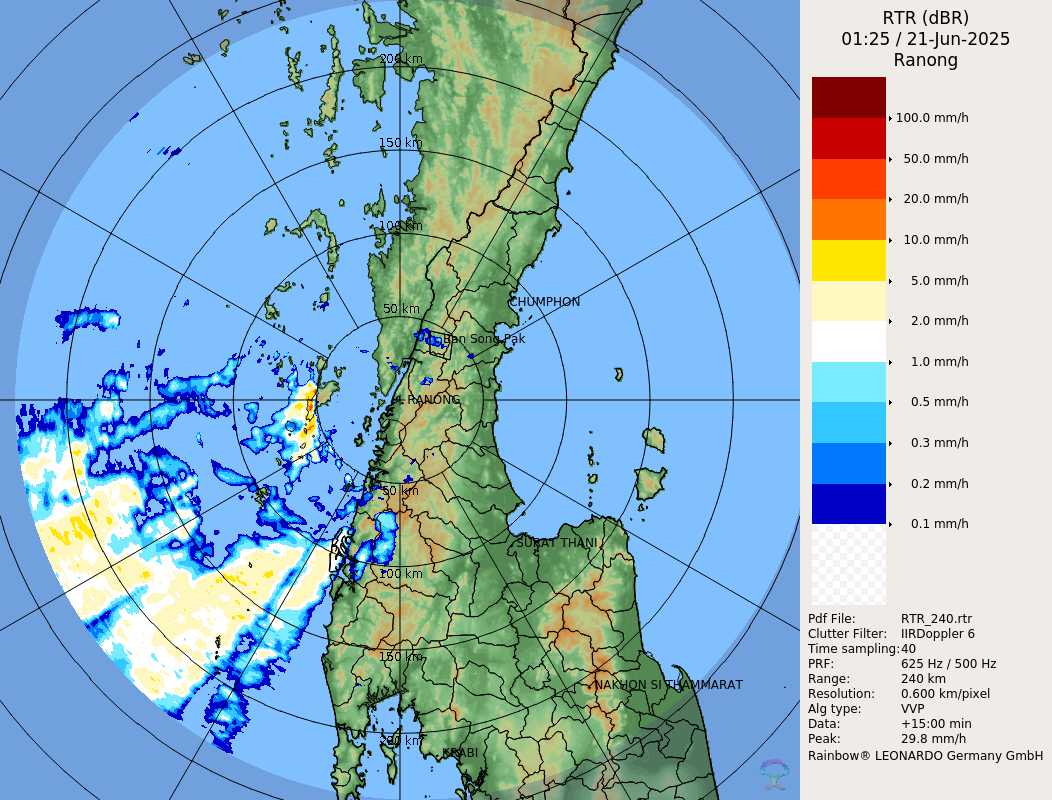 RTR (dBR)
01:25 / 21-Jun-2025
Ranong
100.0 mm/h
50.0 mm/h
20.0 mm/h
10.0 mm/h
5.0 mm/h
2.0 mm/h
1.0 mm/h
0.5 mm/h
0.3 mm/h
0.2 mm/h
0.1 mm/h
Pdf File: RTR_240.rtr
Clutter Filter: IIRDoppler 6
Time sampling:40
PRF: 625 Hz / 500 Hz
Range: 240 km
Resolution: 0.600 km/pixel
Alg type: VVP
Data: +15:00 min
Peak: 29.8 mm/h
Rainbow® LEONARDO Germany GmbH
200 km
150 km
100 km
50 km
CHUMPHON
Ban Song Pak
RANONG
50 km
SURAT THANI
100 km
150 km
NAKHON SI THAMMARAT
200 km
KRABI